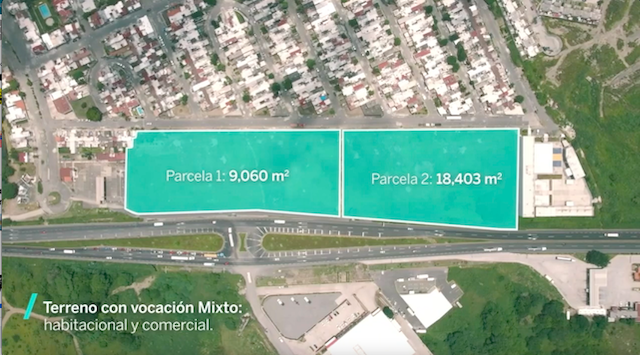 Parcela 1: 9,060 m²
Parcela 2: 18,403 m²
Terreno con vocación Mixto:
habitacional y comercial.